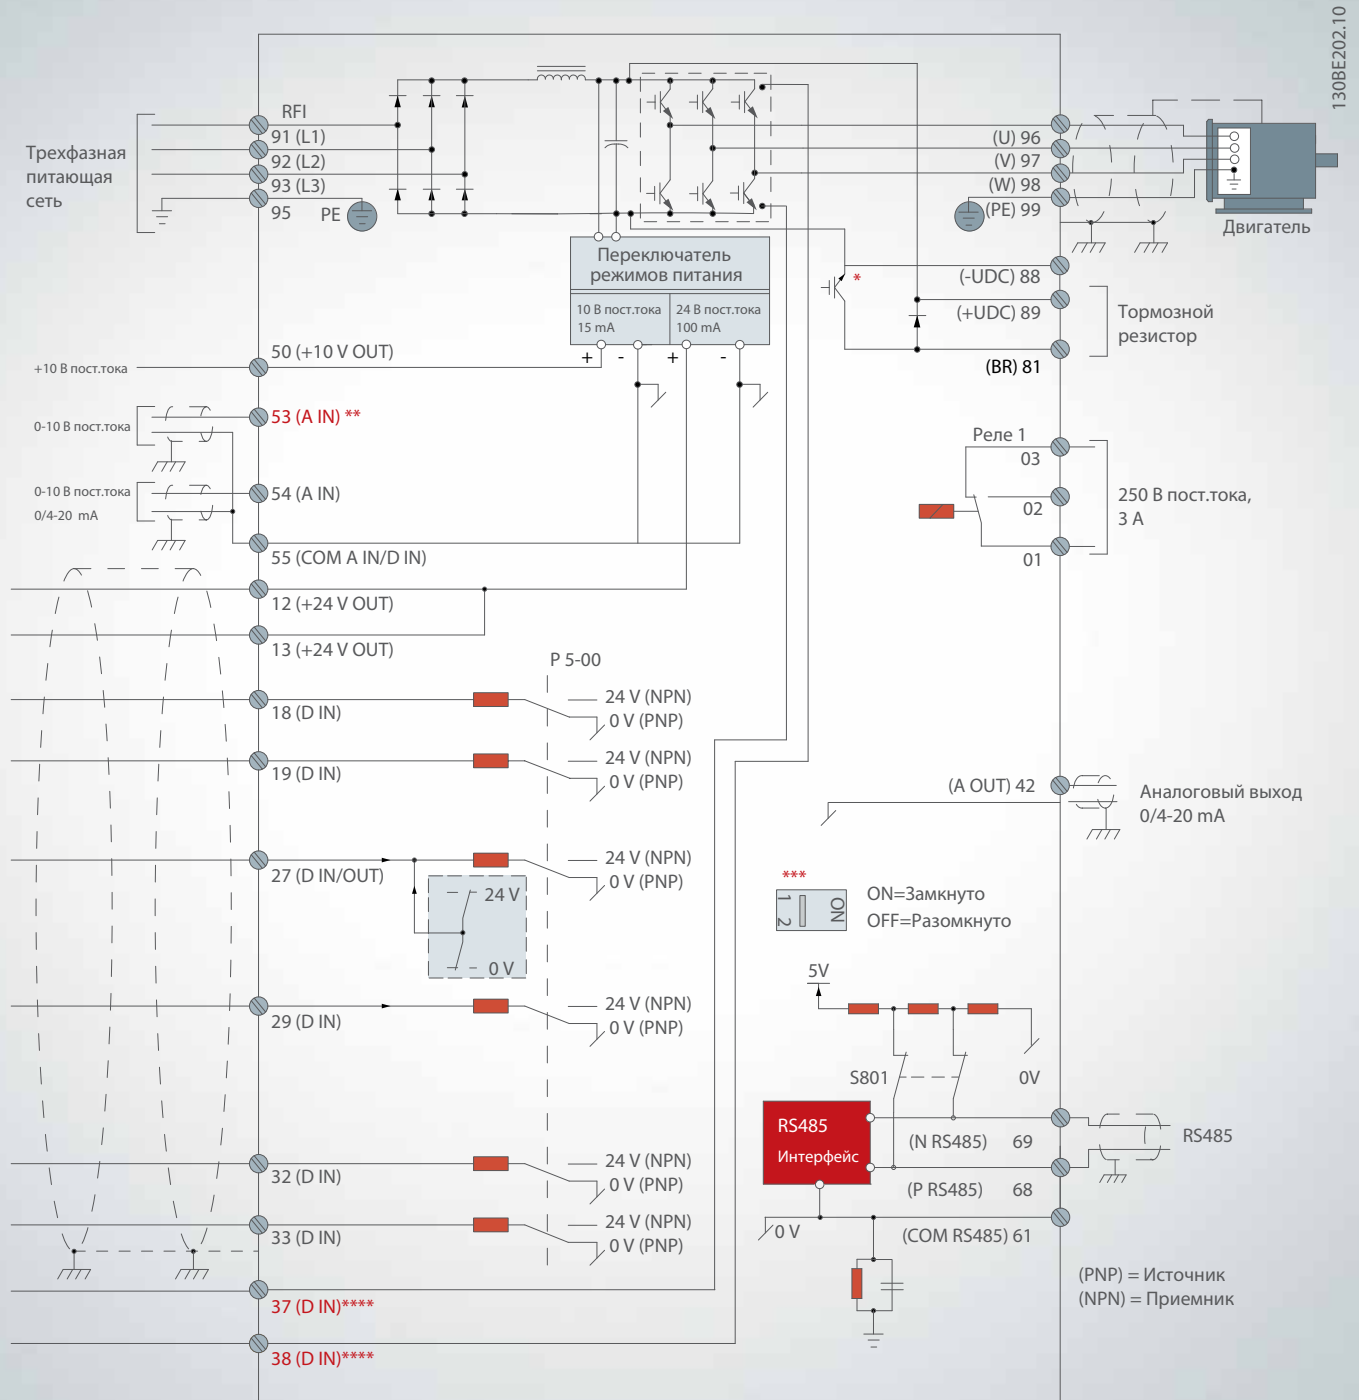 130BE202.10
RFI
91 (L1)
92 (L2)
93 (L3)
95
PE
Трехфазная
питающая
сеть
(U) 96
(V) 97
(W) 98
(PE) 99
Двигатель
Переключатель
режимов питания
10 В пост.тока
15 mA
24 В пост.тока
100 mA
+ - + -
*
(-UDC) 88
(+UDC) 89
(BR) 81
Тормозной
резистор
50 (+10 V OUT)
+10 В пост.тока
53 (A IN) **
0-10 В пост.тока
54 (A IN)
0-10 В пост.тока
0/4-20 mA
55 (COM A IN/D IN)
12 (+24 V OUT)
13 (+24 V OUT)
Реле 1
03
02
01
250 В пост.тока,
3 А
P 5-00
18 (D IN)
24 V (NPN)
0 V (PNP)
19 (D IN)
24 V (NPN)
0 V (PNP)
27 (D IN/OUT)
24 V (NPN)
0 V (PNP)
24 V
0 V
29 (D IN)
24 V (NPN)
0 V (PNP)
32 (D IN)
24 V (NPN)
0 V (PNP)
33 (D IN)
24 V (NPN)
0 V (PNP)
37 (D IN)****
38 (D IN)****
(A OUT) 42
Аналоговый выход
0/4-20 mA
***
1 2 ON
ON=Замкнуто
OFF=Разомкнуто
5V
S801
0V
RS485
Интерфейс
(N RS485) 69
(P RS485) 68
(COM RS485) 61
RS485
0 V
(PNP) = Источник
(NPN) = Приемник